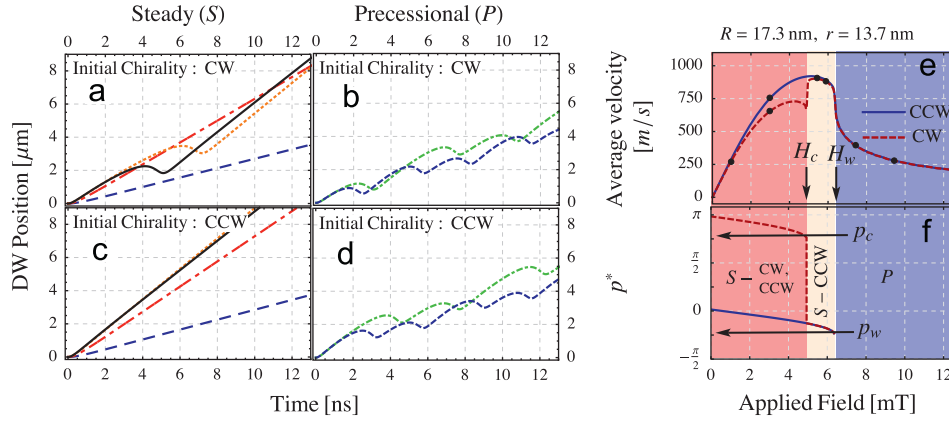 Steady (S)
Precessional (P)
0 2 4 6 8 10 12
0 2 4 6 8 10 12
R = 17.3 nm, r = 13.7 nm
8
6
4
2
0
Initial Chirality : CW
a
Initial Chirality : CW
b
8
6
4
2
0
8
6
4
2
0
Initial Chirality : CCW
c
Initial Chirality : CCW
d
8
6
4
2
0
DW Position [μm]
0 2 4 6 8 10 12
0 2 4 6 8 10 12
Time [ns]
Average velocity
[m/s]
1000
750
500
250
0
e
CCW
CW
H_c
H_w
p*
π
π/2
0
−π/2
f
p_c
S – CW,
CCW
S – CCW
P
p_w
0 2 4 6 8 10 12
Applied Field [mT]